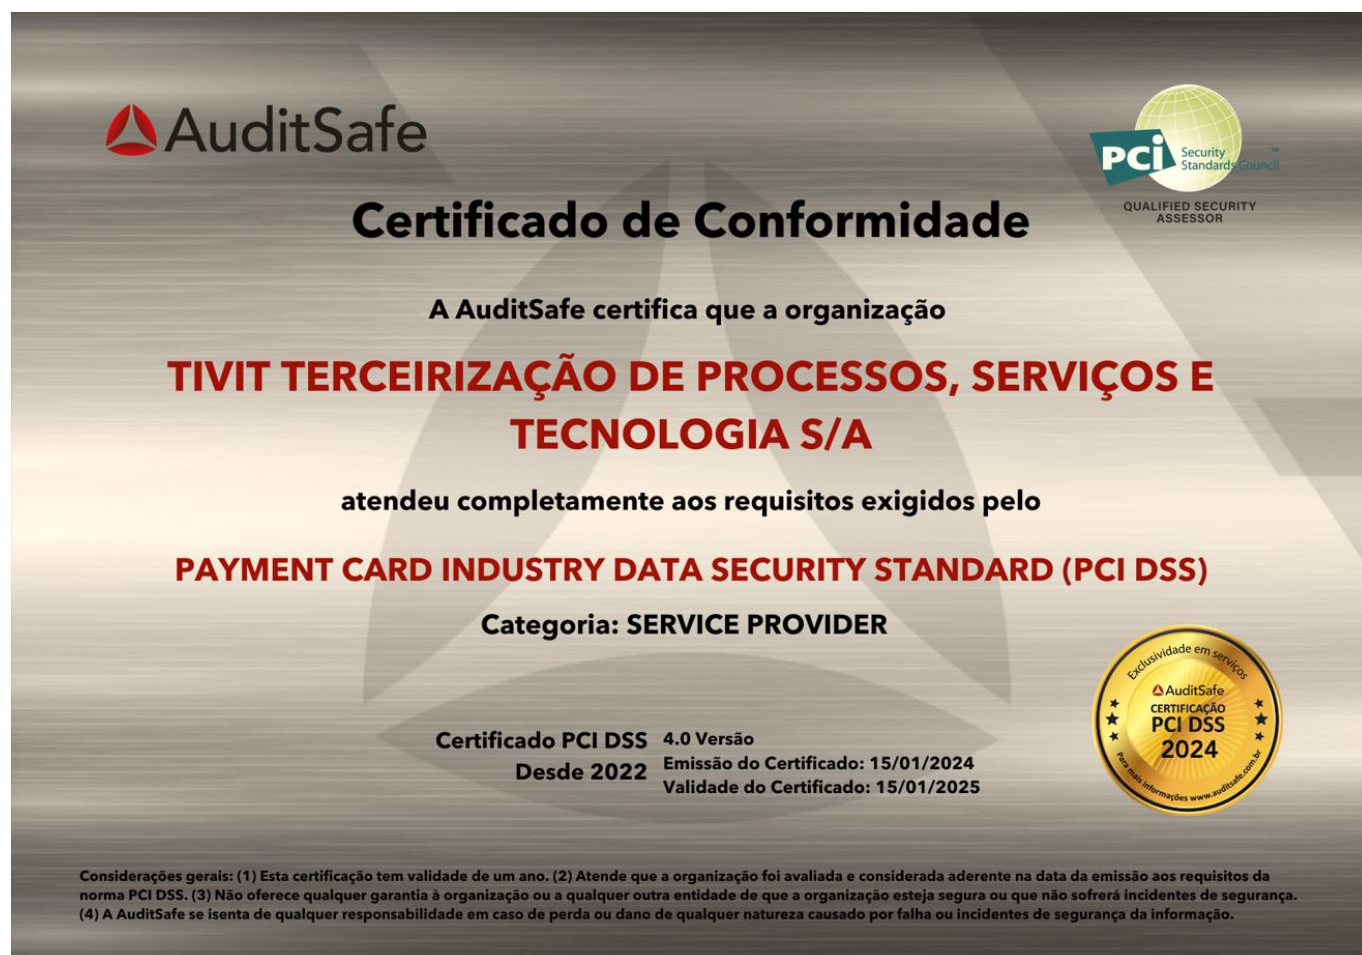 AuditSafe
PCI Security
Standards Council
QUALIFIED SECURITY
ASSESSOR
Certificado de Conformidade
A AuditSafe certifica que a organização
TIVIT TERCEIRIZAÇÃO DE PROCESSOS, SERVIÇOS E
TECNOLOGIA S/A
atendeu completamente aos requisitos exigidos pelo
PAYMENT CARD INDUSTRY DATA SECURITY STANDARD (PCI DSS)
Categoria: SERVICE PROVIDER
Certificado PCI DSS
Desde 2022
4.0 Versão
Emissão do Certificado: 15/01/2024
Validade do Certificado: 15/01/2025
Exclusividade em serviços
AuditSafe
CERTIFICAÇÃO
PCI DSS
2024
Para mais informações www.auditsafe.com.br
Considerações gerais: (1) Esta certificação tem validade de um ano. (2) Atende que a organização foi avaliada e considerada aderente na data da emissão aos requisitos da
norma PCI DSS. (3) Não oferece qualquer garantia à organização ou a qualquer outra entidade de que a organização esteja segura ou que não sofrerá incidentes de segurança.
(4) A AuditSafe se isenta de qualquer responsabilidade em caso de perda ou dano de qualquer natureza causado por falha ou incidentes de segurança da informação.